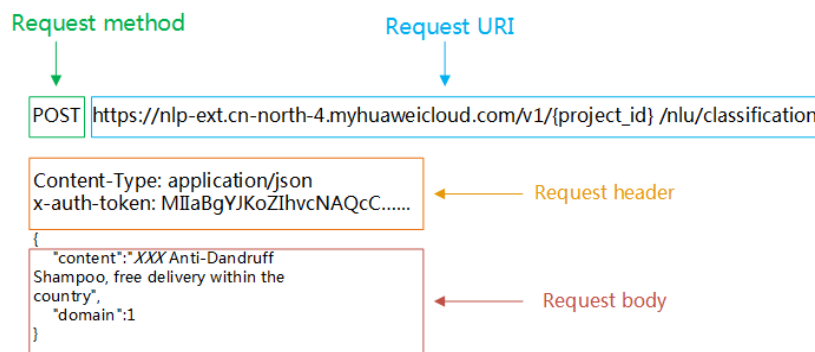 Request method
Request URI
POST https://nlp-ext.cn-north-4.myhuaweicloud.com/v1/{project_id} /nlu/classification
Content-Type: application/json
x-auth-token: MIIaBgYJKoZIhvcNAQcC......
Request header
{
"content":"XXX Anti-Dandruff
Shampoo, free delivery within the
country",
"domain":1
}
Request body